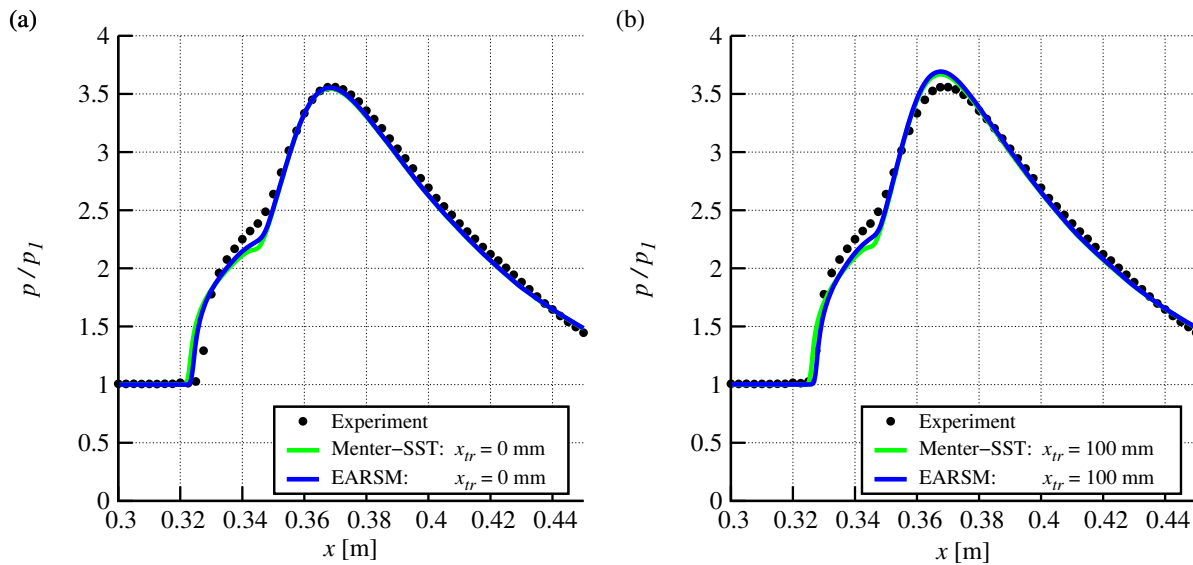 (a)
4
3.5
3
2.5
2
1.5
1
0.5
0
p / p1
0.3
0.32
0.34
0.36
0.38
0.4
0.42
0.44
x [m]
Experiment
Menter–SST: xtr = 0 mm
EARSM: xtr = 0 mm
(b)
4
3.5
3
2.5
2
1.5
1
0.5
0
p / p1
0.3
0.32
0.34
0.36
0.38
0.4
0.42
0.44
x [m]
Experiment
Menter–SST: xtr = 100 mm
EARSM: xtr = 100 mm